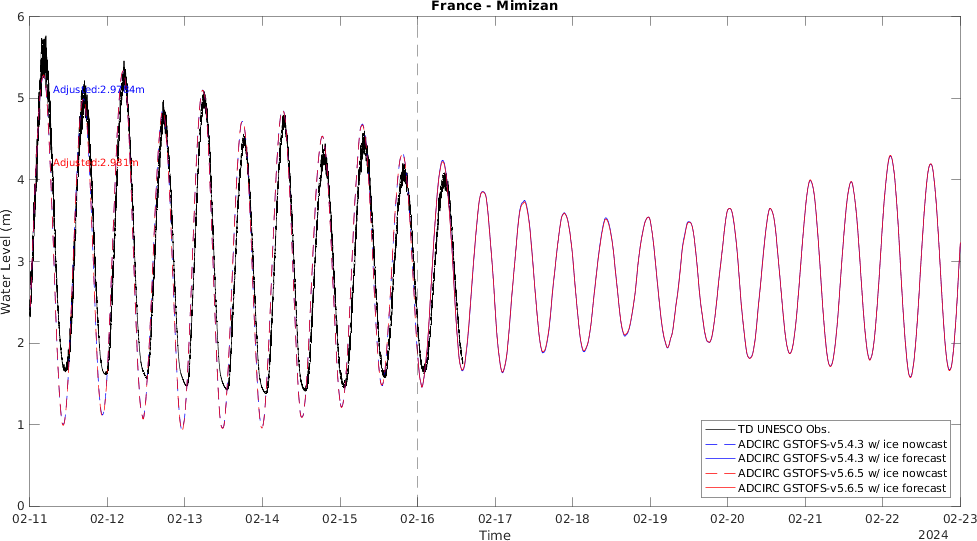 France - Mimizan
6
5
4
3
2
1
0
Water Level (m)
Adjusted:2.9784m
Adjusted:2.931m
TD UNESCO Obs.
ADCIRC GSTOFS-v5.4.3 w/ ice nowcast
ADCIRC GSTOFS-v5.4.3 w/ ice forecast
ADCIRC GSTOFS-v5.6.5 w/ ice nowcast
ADCIRC GSTOFS-v5.6.5 w/ ice forecast
02-11 02-12 02-13 02-14 02-15 02-16 02-17 02-18 02-19 02-20 02-21 02-22 02-23
Time
2024